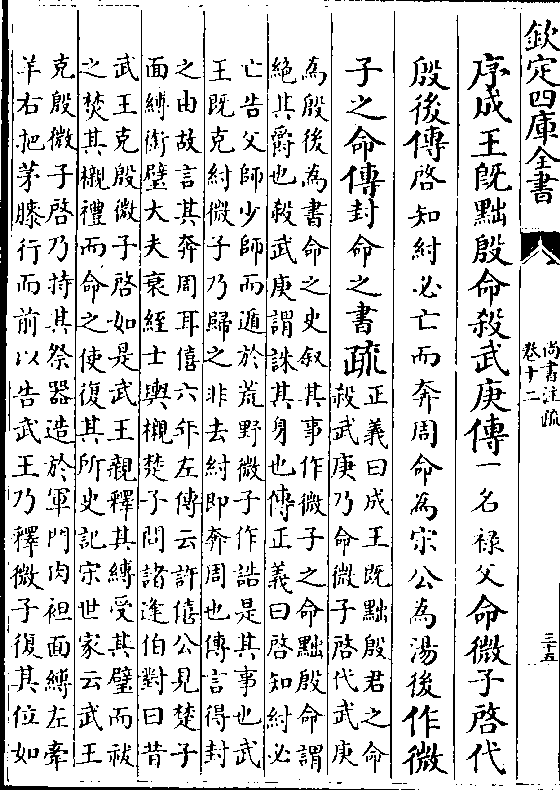 欽定四庫全書
尚書注疏
卷十二
三十五
序成王既黜殷命殺武庚傳一名祿父命微子啓代
殷後傳啓知紂必亡而奔周命為宋公為湯後作微
子之命傳封命之書疏正義曰成王既黜殷君之命
殺武庚乃命微子啓代武庚
為殷後為書命之史叙其事作微子之命黜殷命謂
絕其爵也殺武庚謂誅其身也傳正義曰啓知紂必
亡告父師少師而遁於荒野微子作誥是其事也武
王既克紂微子乃歸之非去紂即奔周也傳言得封
之由故言其奔周耳僖六年左傳云許僖公見楚子
面縛銜璧大夫衰絰士輿櫬楚子問諸逢伯對曰昔
武王克殷微子啓如是武王親釋其縛受其璧而祓
之焚其櫬禮而命之使復其所史記宋世家云武王
克殷微子啓乃持其祭器造於軍門肉袒面縛左牽
羊右把茅膝行而前以告武王乃釋微子復其位如